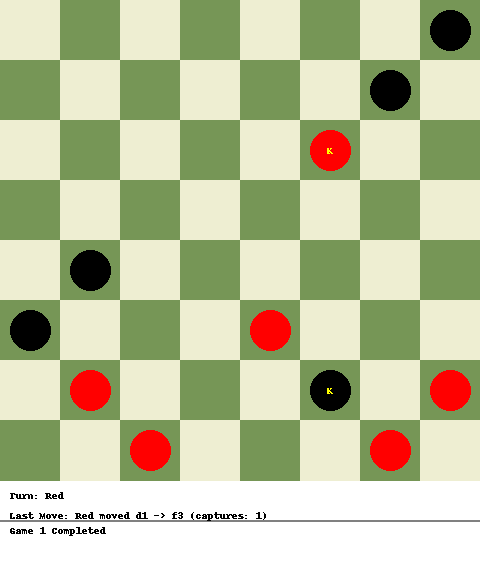 K
K
Turn: Red
Last Move: Red moved d1 -> f3 (captures: 1)
Game 1 Completed